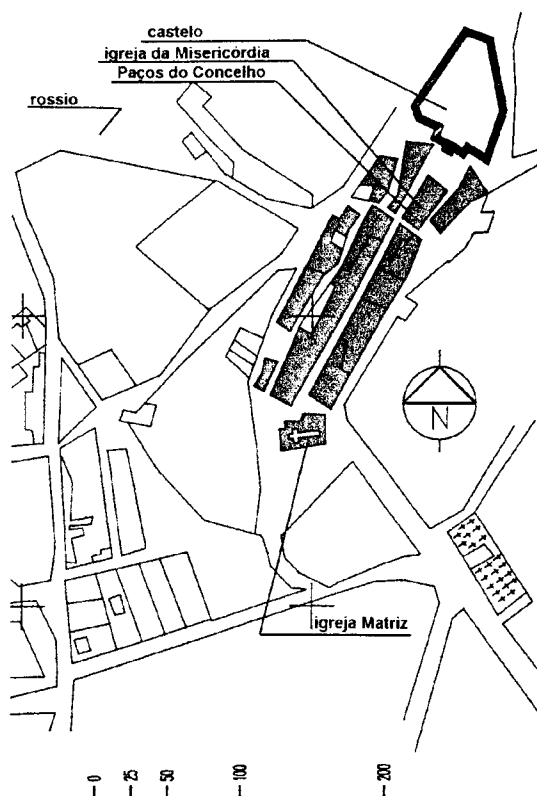 castelo
igreja da Misericórdia
Paços do Concelho
rossio
N
igreja Matriz
0
25
50
100
200